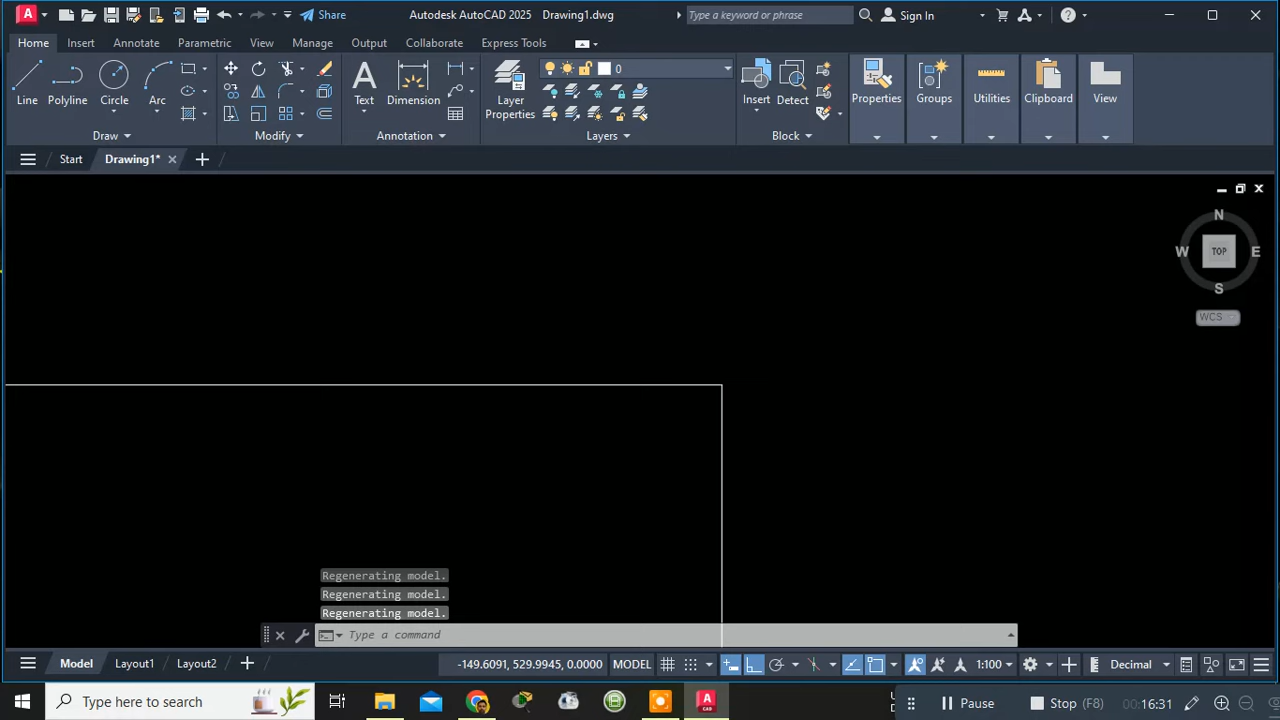 A CAD Share Autodesk AutoCAD 2025 Drawing1.dwg Type a keyword or phrase Sign In
Home Insert Annotate Parametric View Manage Output Collaborate Express Tools
0
Line Polyline Circle Arc Text Dimension Layer Properties Insert Detect Properties Groups Utilities Clipboard View
Draw Modify Annotation Layers Block
Start Drawing1*
N
W TOP E
S
WCS
Regenerating model.
Regenerating model.
Regenerating model.
Type a command
Model Layout1 Layout2 -149.6091, 529.9945, 0.0000 MODEL 1:100 Decimal
Type here to search A CAD Pause Stop (F8) 00:16:31